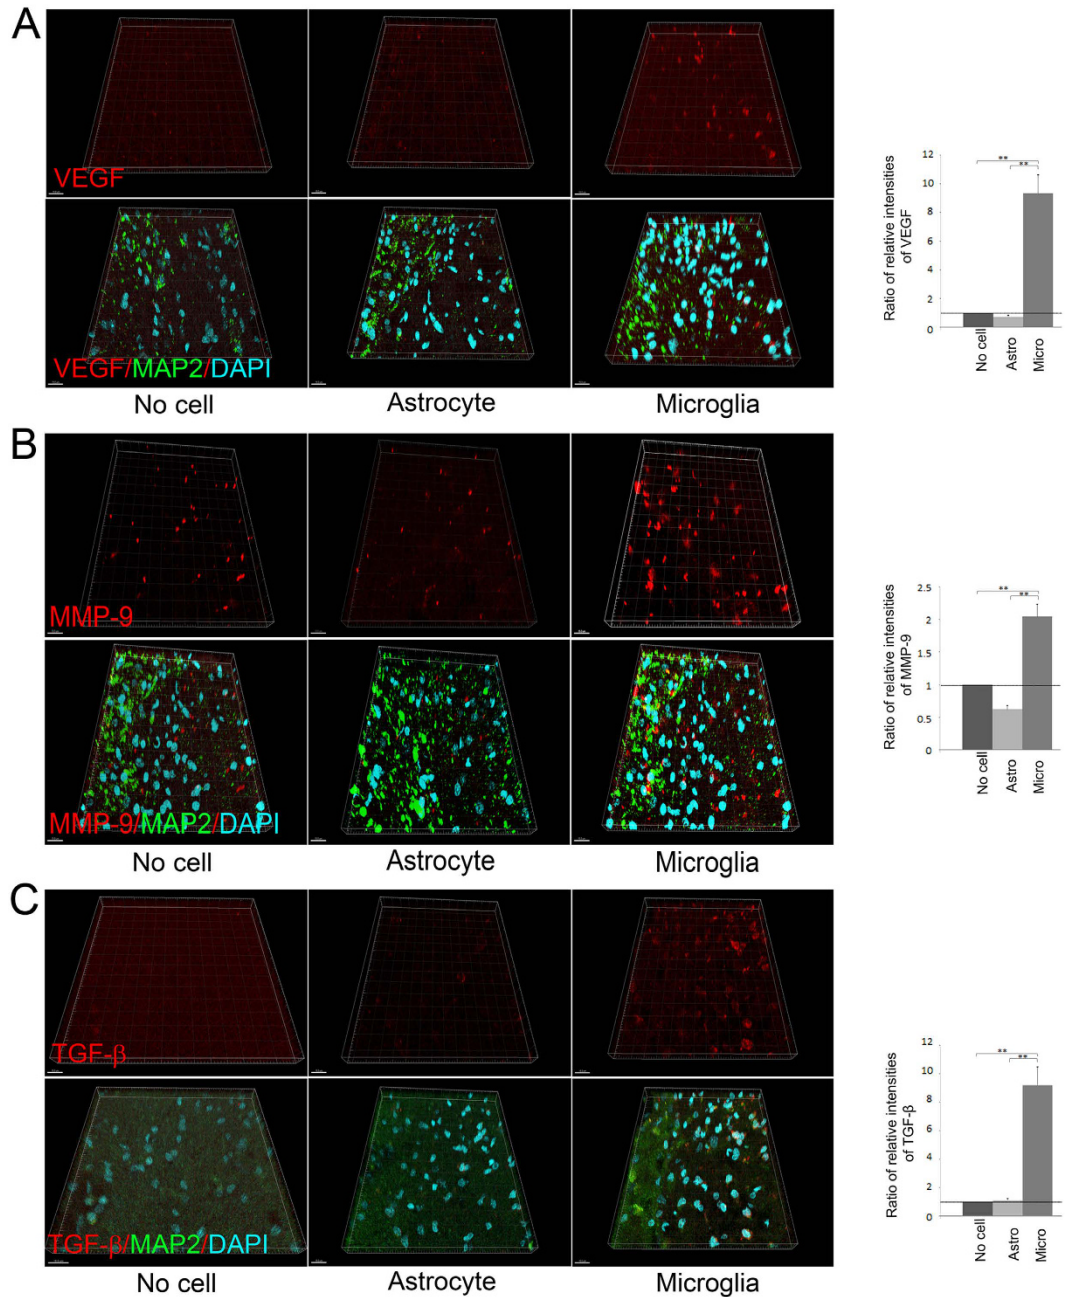 A
VEGF
VEGF/MAP2/DAPI
No cell
Astrocyte
Microglia
Ratio of relative intensities
of VEGF
12
10
8
6
4
2
0
**
**
No cell
Astro
Micro
B
MMP-9
MMP-9/MAP2/DAPI
No cell
Astrocyte
Microglia
Ratio of relative intensities
of MMP-9
2.5
2
1.5
1
0.5
0
**
**
No cell
Astro
Micro
C
TGF-β
TGF-β/MAP2/DAPI
No cell
Astrocyte
Microglia
Ratio of relative intensities
of TGF-β
12
10
8
6
4
2
0
**
**
No cell
Astro
Micro